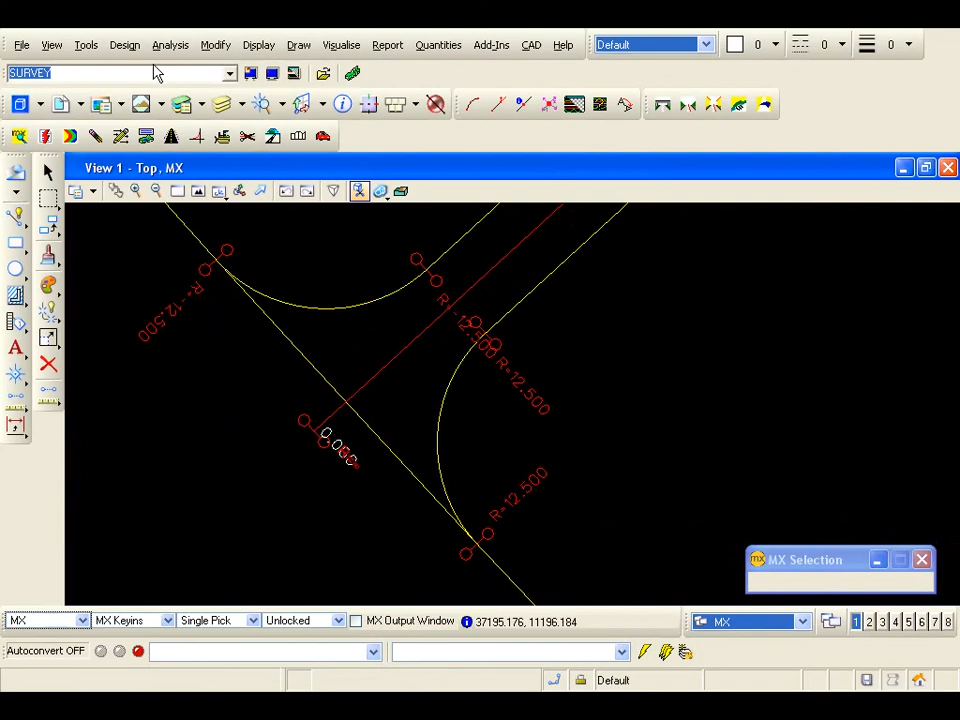 File View Tools Design Analysis Modify Display Draw Visualise Report Quantities Add-Ins CAD Help Default 0 0 0
SURVEY
View 1 - Top, MX
R=-12.500
R=-12.500
R=12.500
0.000
R=12.500
MX Selection
MX MX Keyins Single Pick Unlocked MX Output Window 37195.176, 11196.184 MX 1 2 3 4 5 6 7 8
Autoconvert OFF
Default